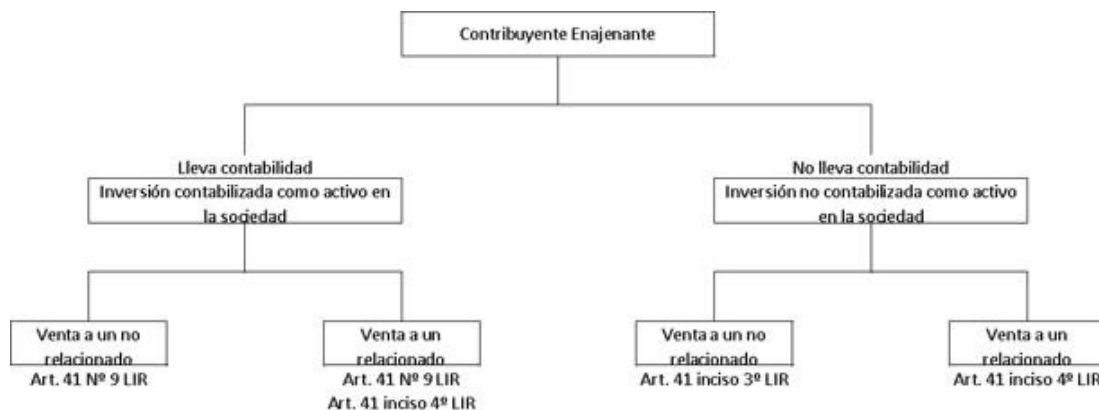 Contribuyente Enajenante
Lleva contabilidad
Inversión contabilizada como activo en
la sociedad
No lleva contabilidad
Inversión no contabilizada como activo
en la sociedad
Venta a un no
relacionado
Art. 41 Nº 9 LIR
Venta a un
relacionado
Art. 41 Nº 9 LIR
Art. 41 inciso 4º LIR
Venta a un no
relacionado
Art. 41 inciso 3º LIR
Venta a un
relacionado
Art. 41 inciso 4º LIR